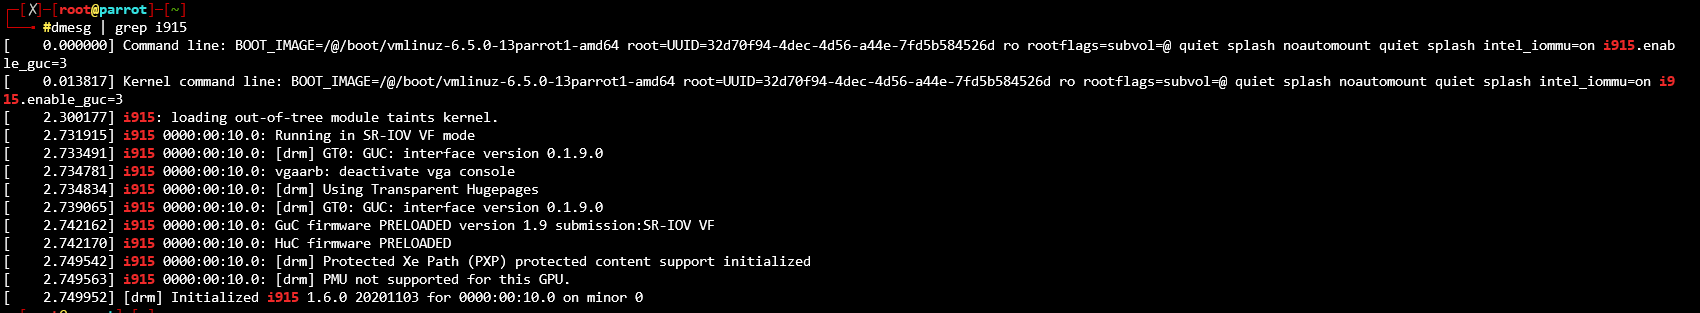 [X]-[root@parrot]-[~]
#dmesg | grep i915
[    0.000000] Command line: BOOT_IMAGE=/@/boot/vmlinuz-6.5.0-13parrot1-amd64 root=UUID=32d70f94-4dec-4d56-a44e-7fd5b584526d ro rootflags=subvol=@ quiet splash noautomount quiet splash intel_iommu=on i915.enab
le_guc=3
[    0.013817] Kernel command line: BOOT_IMAGE=/@/boot/vmlinuz-6.5.0-13parrot1-amd64 root=UUID=32d70f94-4dec-4d56-a44e-7fd5b584526d ro rootflags=subvol=@ quiet splash noautomount quiet splash intel_iommu=on i9
15.enable_guc=3
[    2.300177] i915: loading out-of-tree module taints kernel.
[    2.731915] i915 0000:00:10.0: Running in SR-IOV VF mode
[    2.733491] i915 0000:00:10.0: [drm] GT0: GUC: interface version 0.1.9.0
[    2.734781] i915 0000:00:10.0: vgaarb: deactivate vga console
[    2.734834] i915 0000:00:10.0: [drm] Using Transparent Hugepages
[    2.739065] i915 0000:00:10.0: [drm] GT0: GUC: interface version 0.1.9.0
[    2.742162] i915 0000:00:10.0: GuC firmware PRELOADED version 1.9 submission:SR-IOV VF
[    2.742170] i915 0000:00:10.0: HuC firmware PRELOADED
[    2.749542] i915 0000:00:10.0: [drm] Protected Xe Path (PXP) protected content support initialized
[    2.749563] i915 0000:00:10.0: [drm] PMU not supported for this GPU.
[    2.749952] [drm] Initialized i915 1.6.0 20201103 for 0000:00:10.0 on minor 0